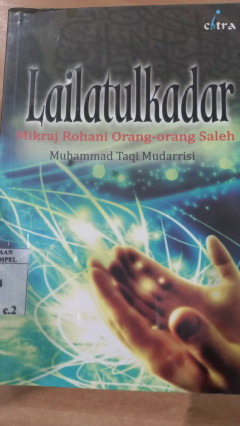 citra
Lailatulkadar
Mikraj Rohani Orang-orang Saleh
Muhammad Taqi Mudarrisi
c.2